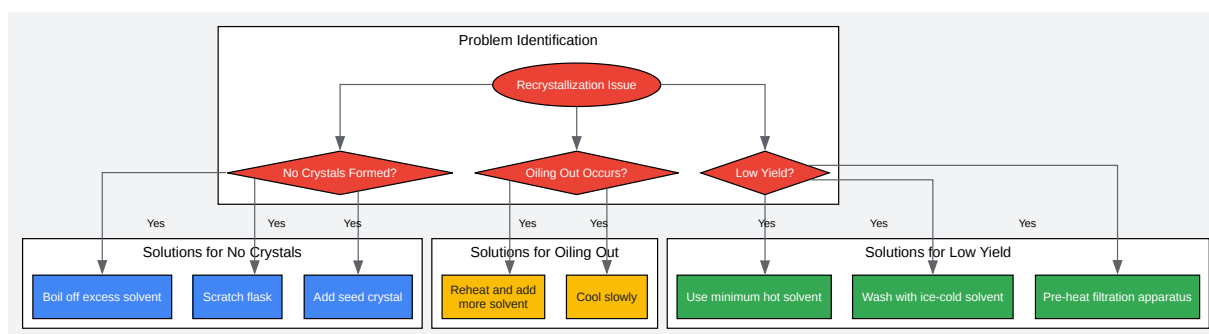 Problem Identification
Recrystallization Issue
No Crystals Formed?
Oiling Out Occurs?
Low Yield?
Yes
Yes
Yes
Yes
Yes
Yes
Yes
Yes
Solutions for No Crystals
Solutions for Oiling Out
Solutions for Low Yield
Boil off excess solvent
Scratch flask
Add seed crystal
Reheat and add
more solvent
Cool slowly
Use minimum hot solvent
Wash with ice-cold solvent
Pre-heat filtration apparatus